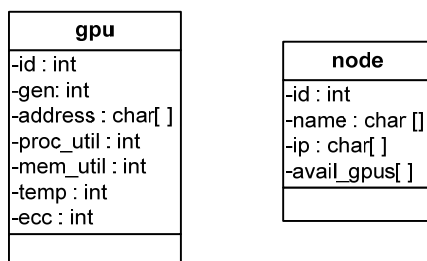 gpu
-id : int
-gen: int
-address : char[ ]
-proc_util : int
-mem_util : int
-temp : int
-ecc : int
node
-id : int
-name : char []
-ip : char[ ]
-avail_gpus[ ]